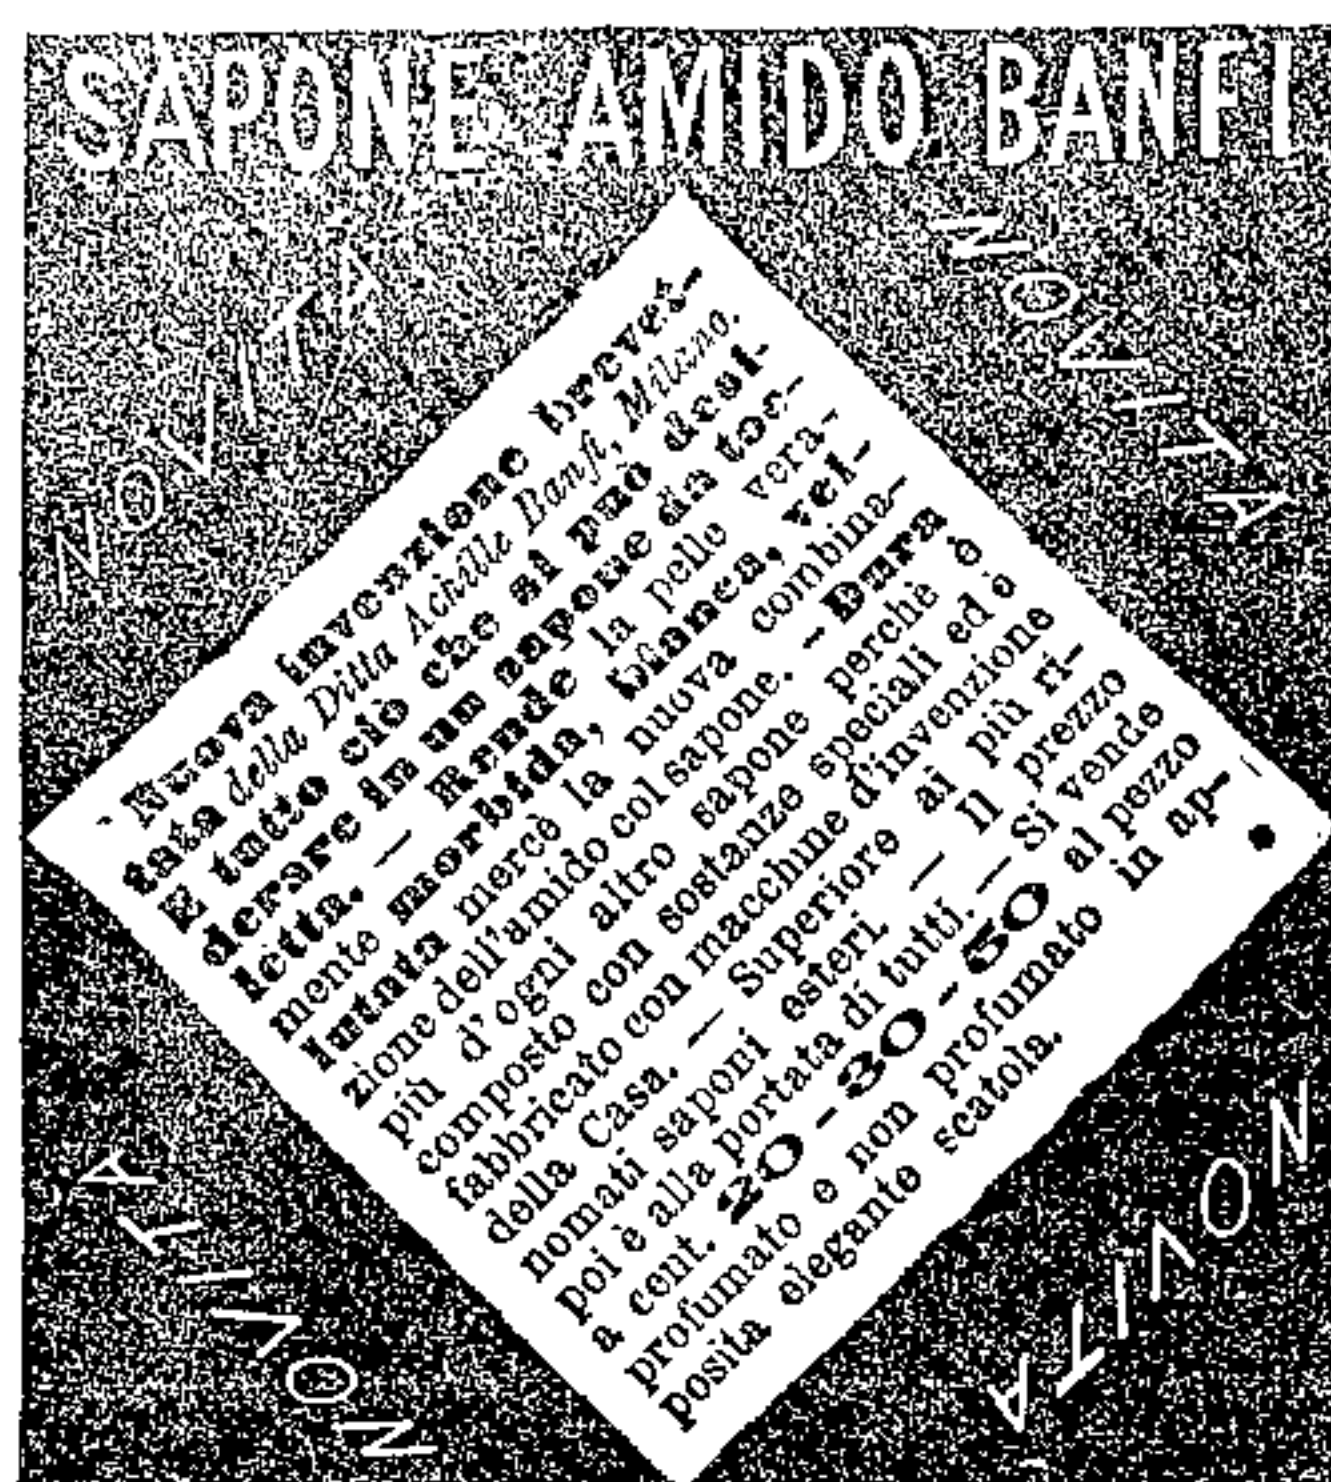 SAPONE AMIDO BANFI
NOVITÀ
NOVITÀ
Nuova invenzione brevet-
tata della Ditta Achille Banfi, Milano.
È tutto ciò che si può desi-
derare in un sapone da toe-
letta. — Rende la pelle vera-
mente morbida, bianca, vel-
lutata mercè la nuova combina-
zione dell'amido col sapone. - Dura
più d'ogni altro sapone perchè è
composto con sostanze speciali ed è
fabbricato con macchine d'invenzione
della Casa. — Superiore ai più ri-
nomati saponi esteri. — Il prezzo
poi è alla portata di tutti. — Si vende
a cent. 20 - 30 - 50 al pezzo
profumato e non profumato in ap-
posita elegante scatola.
NOVITÀ
NOVITÀ